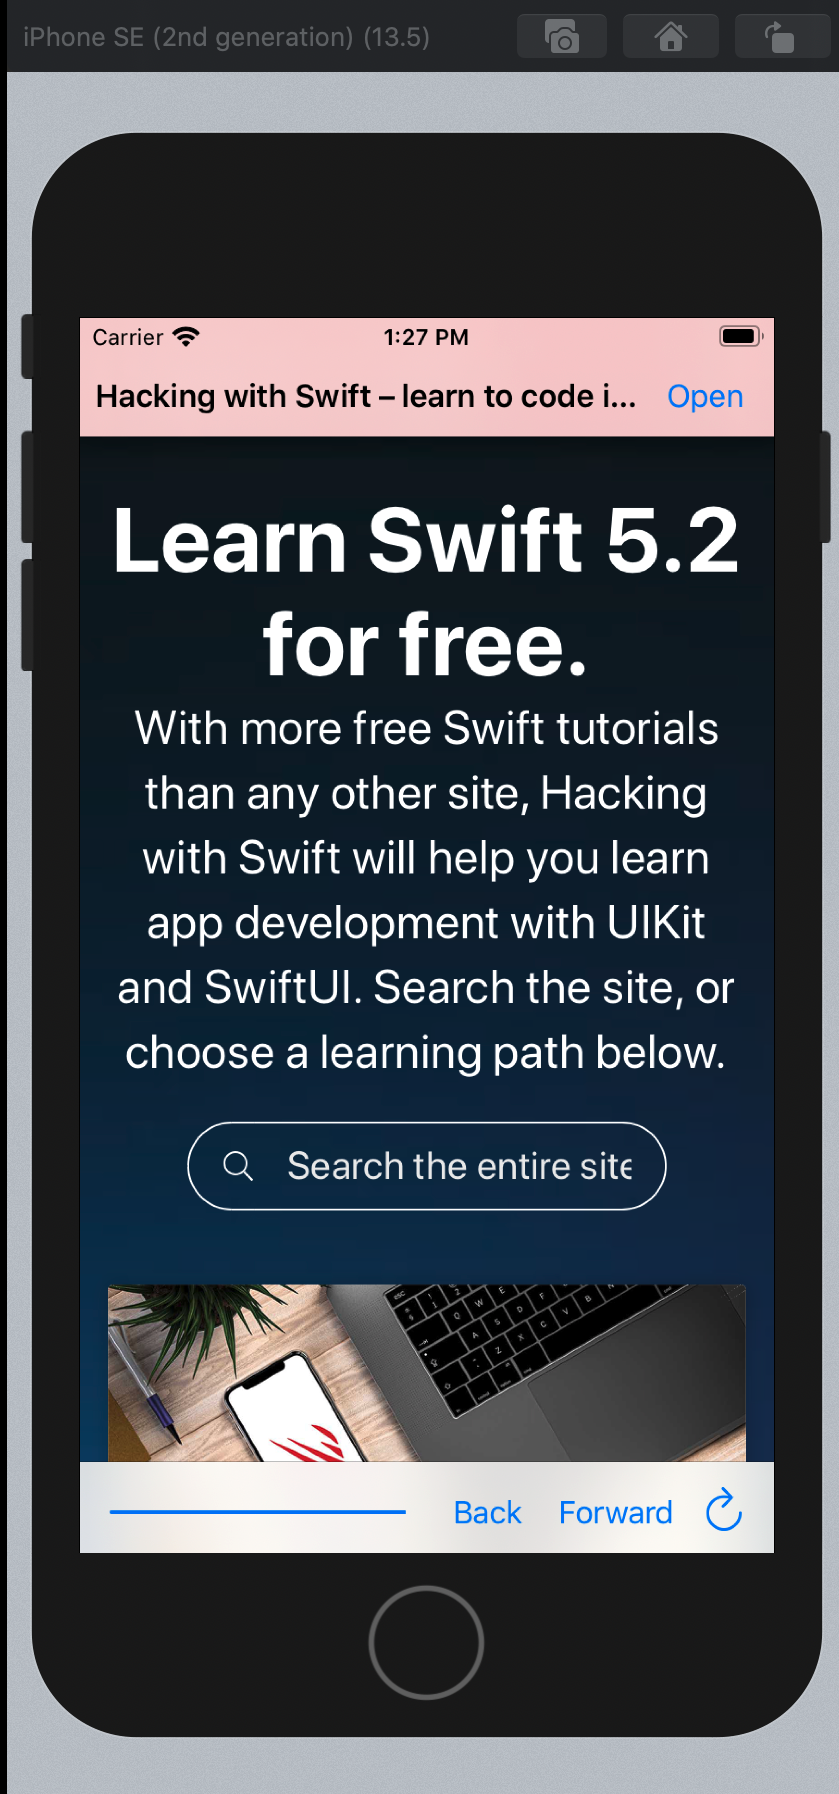 iPhone SE (2nd generation) (13.5)
Carrier 1:27 PM
Hacking with Swift – learn to code i... Open
Learn Swift 5.2
for free.
With more free Swift tutorials
than any other site, Hacking
with Swift will help you learn
app development with UIKit
and SwiftUI. Search the site, or
choose a learning path below.
Search the entire site
Back Forward